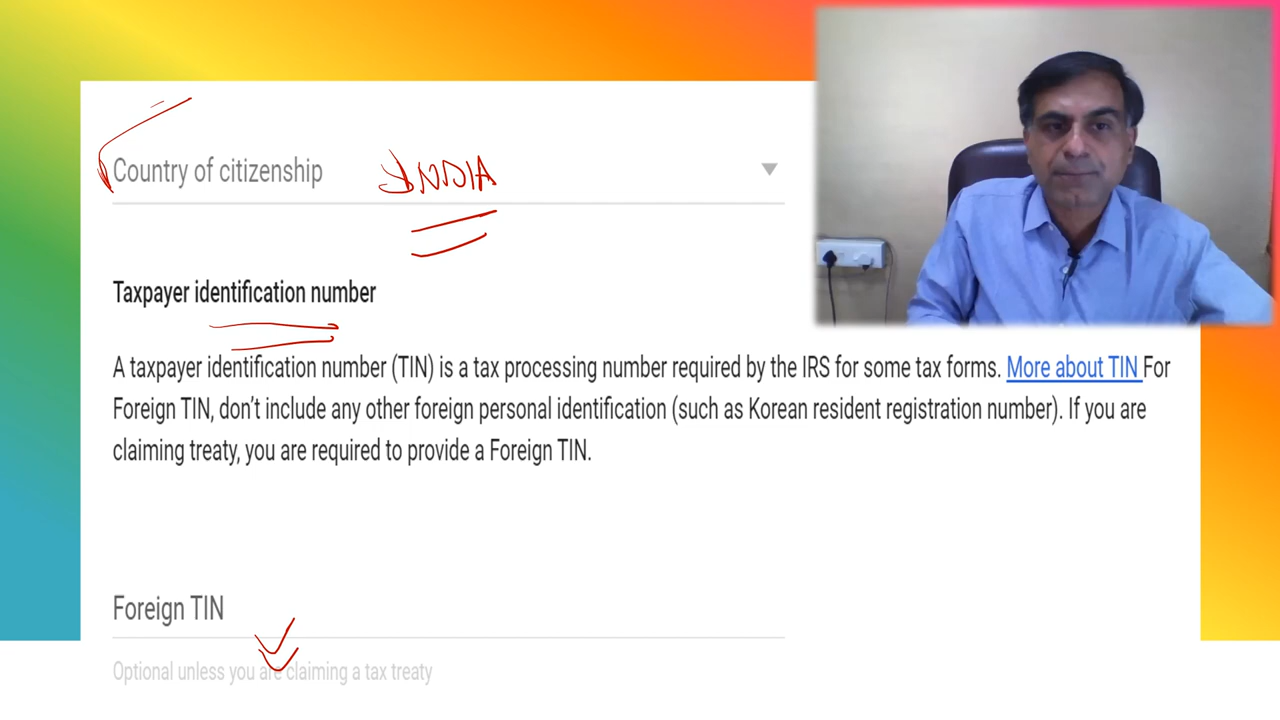 Country of citizenship INDIA
Taxpayer identification number
A taxpayer identification number (TIN) is a tax processing number required by the IRS for some tax forms. More about TIN For
Foreign TIN, don’t include any other foreign personal identification (such as Korean resident registration number). If you are
claiming treaty, you are required to provide a Foreign TIN.
Foreign TIN
Optional unless you are claiming a tax treaty